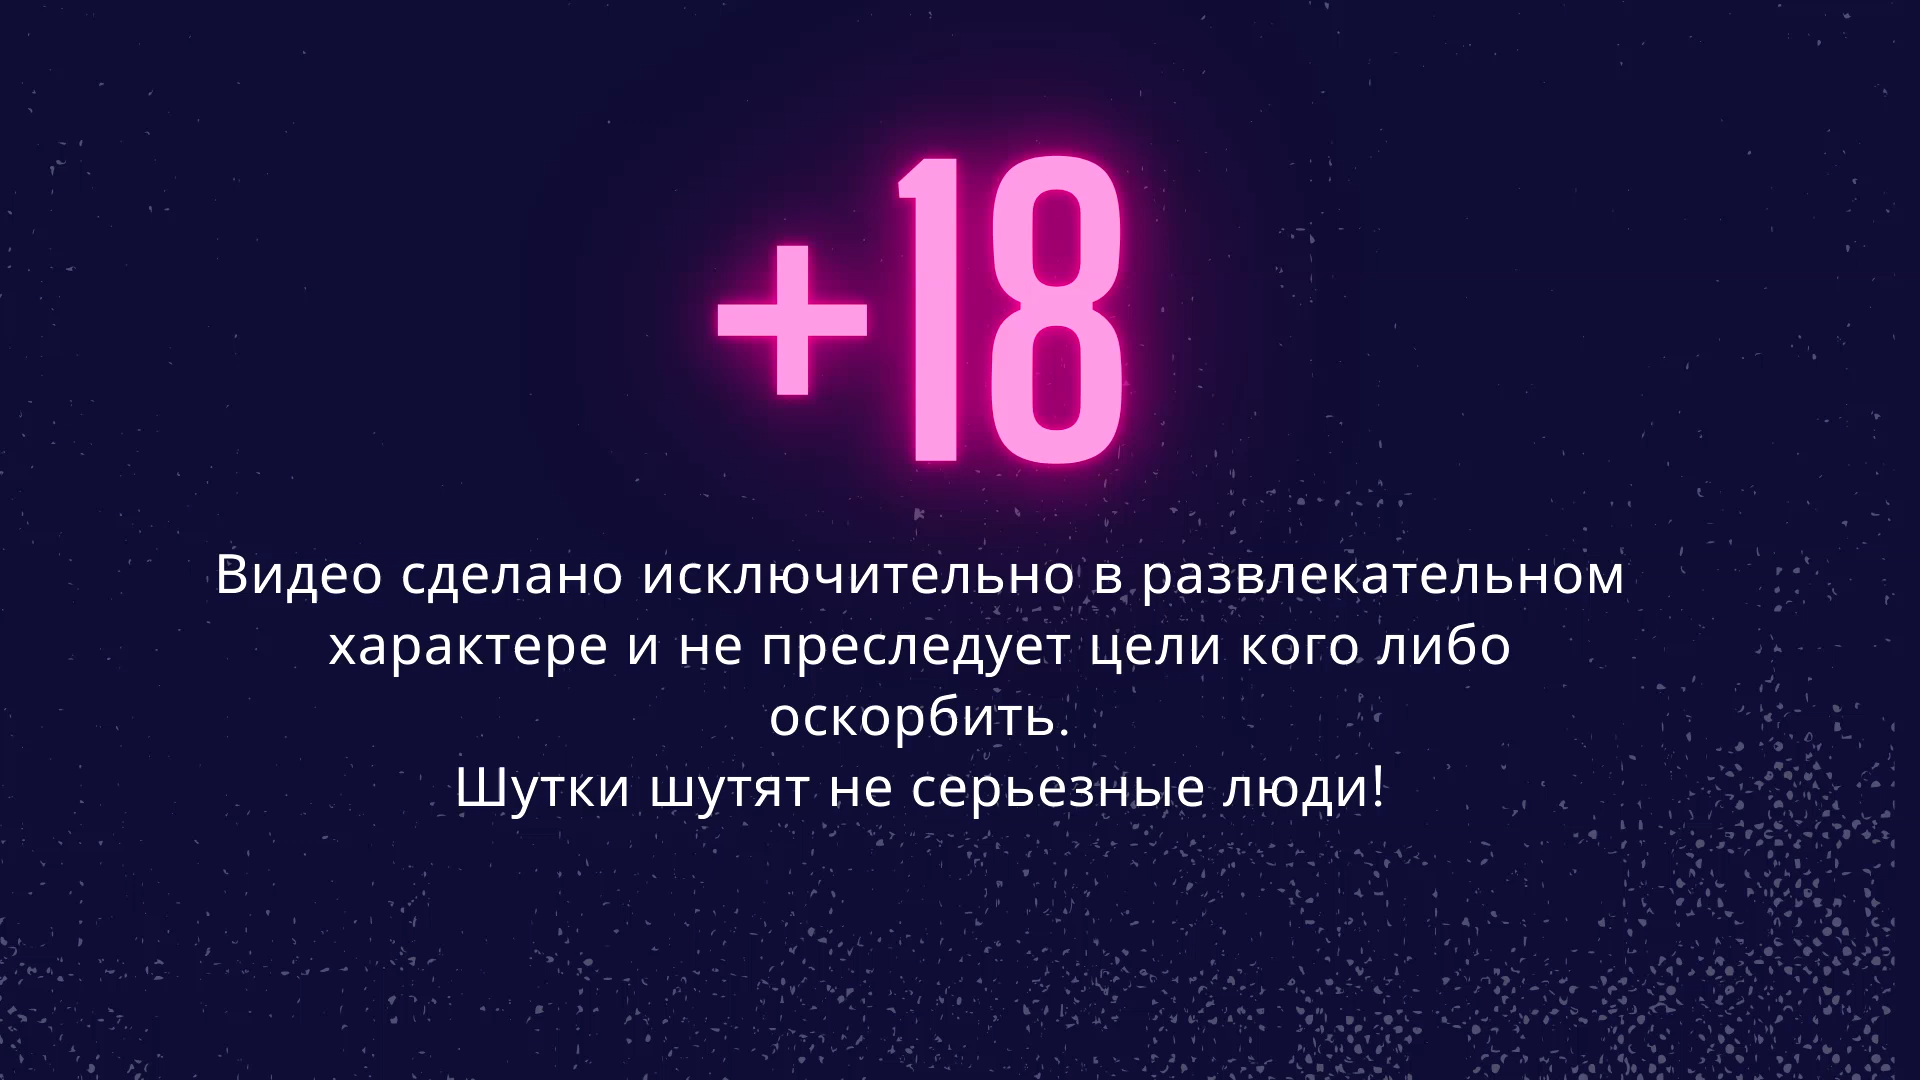 +18
Видео сделано исключительно в развлекательном
характере и не преследует цели кого либо
оскорбить.
Шутки шутят не серьезные люди!